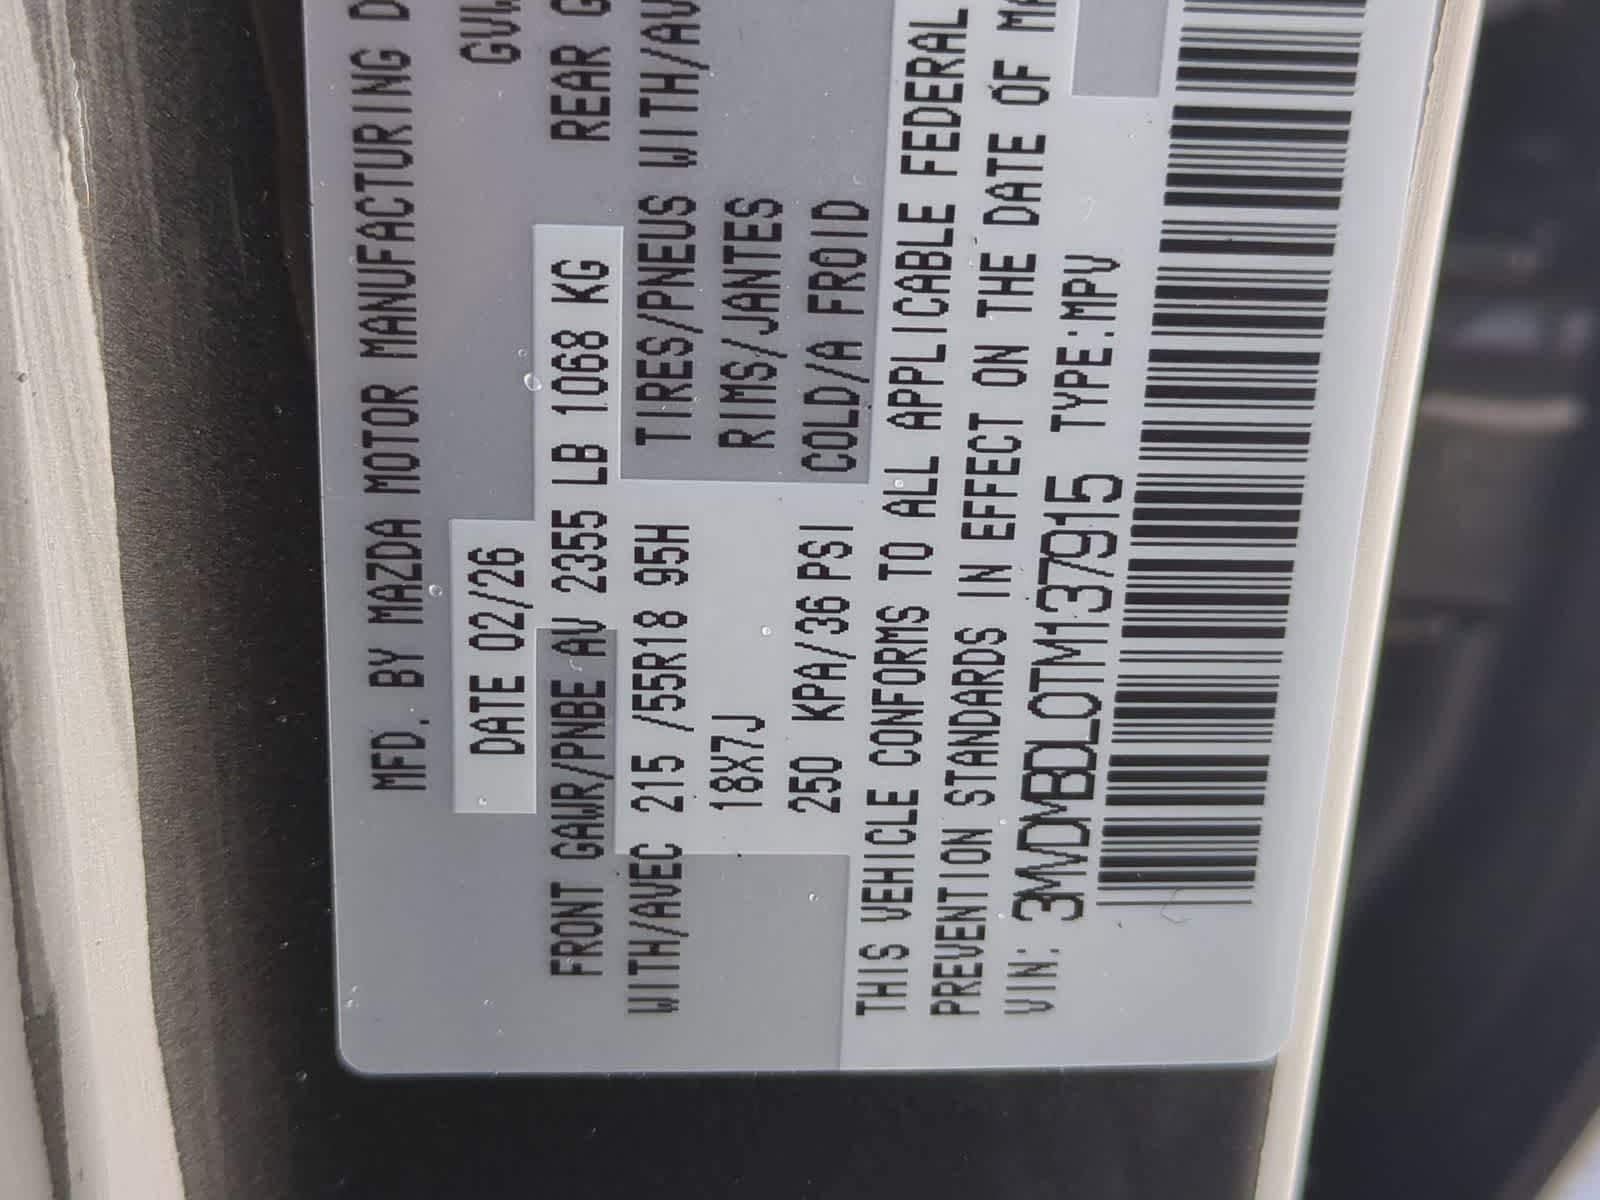 MFD. BY MAZDA MOTOR MANUFACTURING D
DATE 02/26
GVW
FRONT GAWR/PNBE AV 2355 LB 1068 KG
REAR G
WITH/AVEC 215 /55R18 95H TIRES/PNEUS WITH/AV
18X7J RIMS/JANTES
250 KPA/36 PSI COLD/A FROID
THIS VEHICLE CONFORMS TO ALL APPLICABLE FEDERAL
PREVENTION STANDARDS IN EFFECT ON THE DATE OF MA
VIN: 3MVDMBDL0TM137915 TYPE:MPV